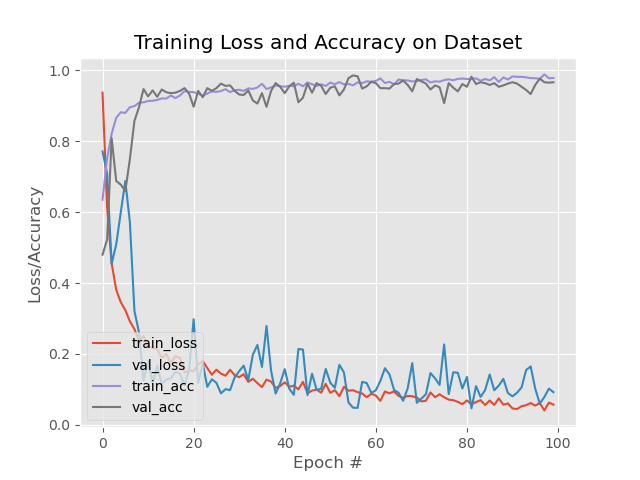 Training Loss and Accuracy on Dataset
Loss/Accuracy
1.0
0.8
0.6
0.4
0.2
0.0
train_loss
val_loss
train_acc
val_acc
0 20 40 60 80 100
Epoch #